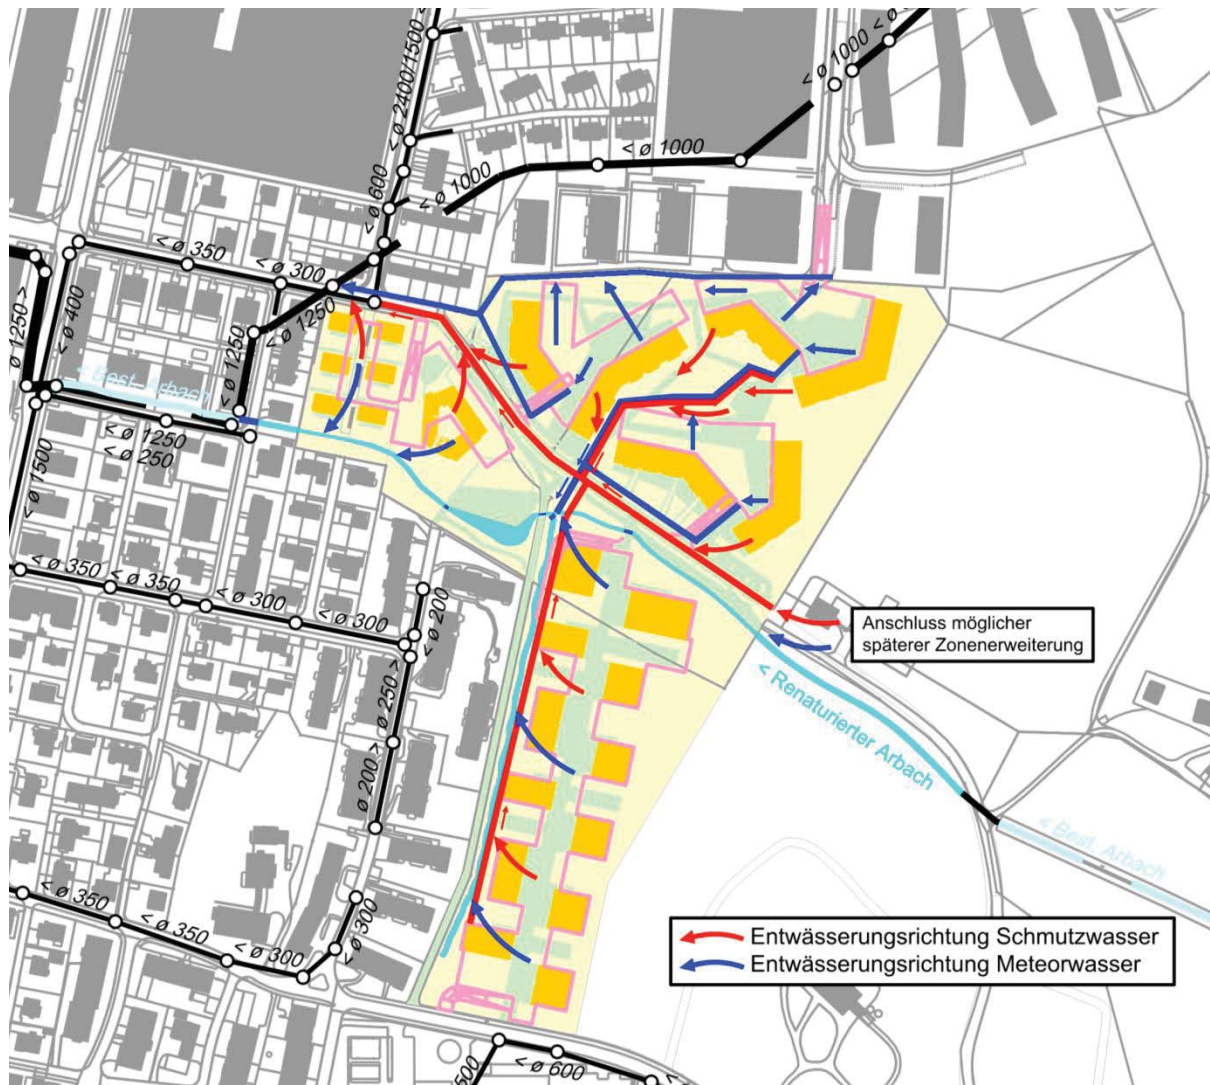 < ø 1000 <
< ø 1000
< ø 2400/1500
< ø 1000
< ø 1000
< ø 600
< ø 350
< ø 300
< ø 1250
< ø 400
ø 1250 >
< ø 1250
< Best. Arbach
< ø 1250
< ø 250
< ø 1500
< ø 350
< ø 350
< ø 300
< ø 300
< ø 200
ø 250 >
ø 200 >
Anschluss möglicher
späterer Zonenerweiterung
< Renaturierter Arbach
< Best. Arbach
< ø 350
< ø 350
< ø 300
< ø 300
Entwässerungsrichtung Schmutzwasser
Entwässerungsrichtung Meteorwasser
< ø 600